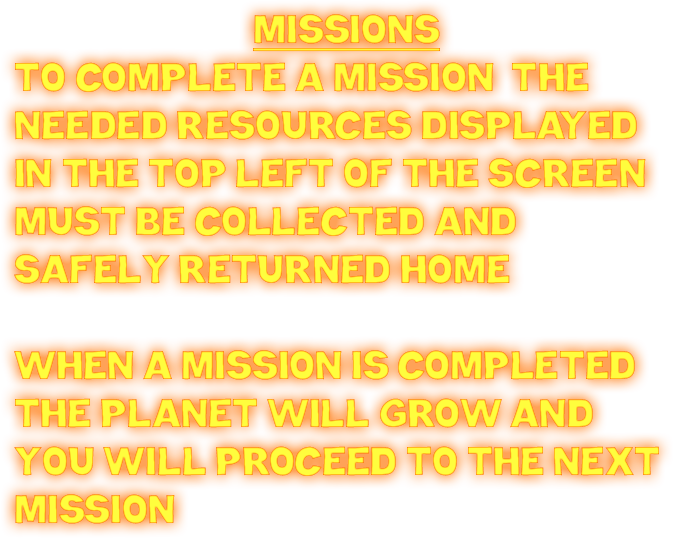 MISSIONS
TO COMPLETE A MISSION THE
NEEDED RESOURCES DISPLAYED
IN THE TOP LEFT OF THE SCREEN
MUST BE COLLECTED AND
SAFELY RETURNED HOME
WHEN A MISSION IS COMPLETED
THE PLANET WILL GROW AND
YOU WILL PROCEED TO THE NEXT
MISSION